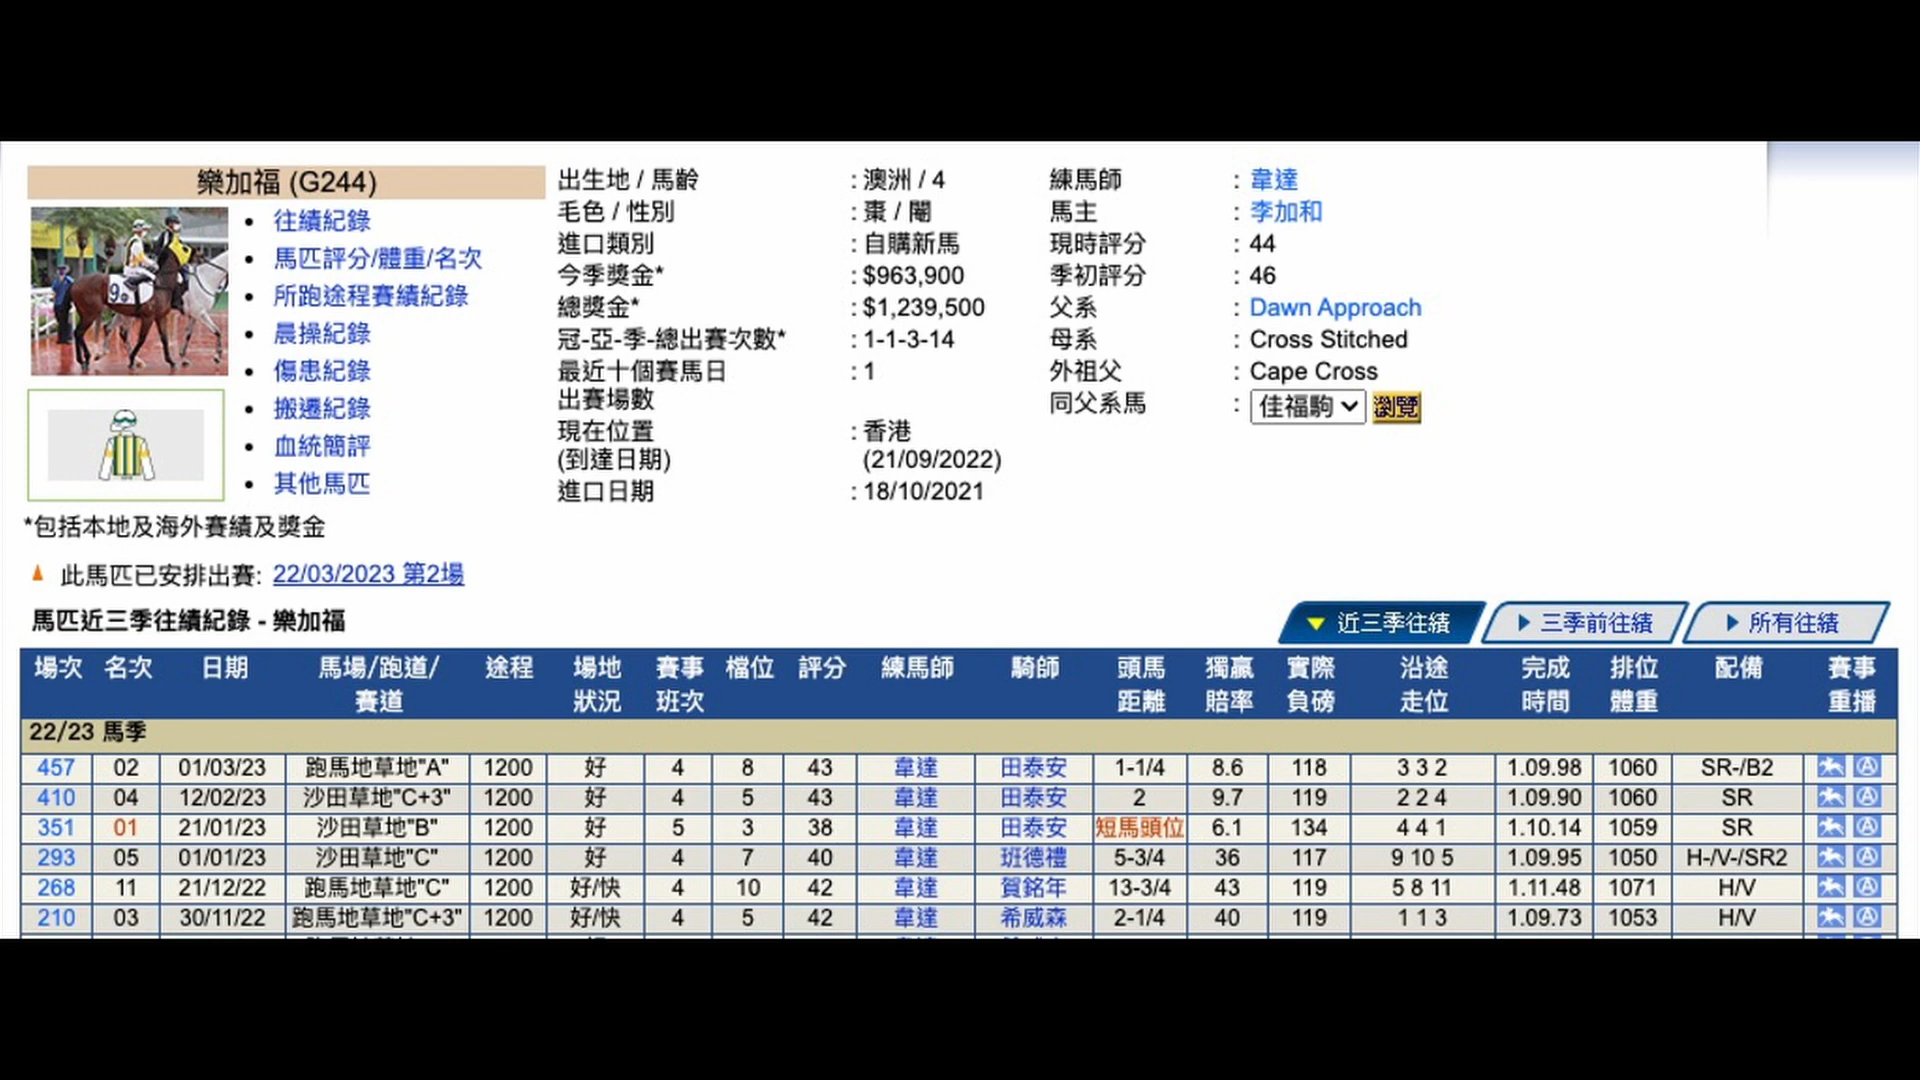 樂加福 (G244)
往績紀錄
馬匹評分/體重/名次
所跑途程賽績紀錄
晨操紀錄
傷患紀錄
搬遷紀錄
血統簡評
其他馬匹
*包括本地及海外賽績及獎金
出生地 / 馬齡 : 澳洲 / 4
毛色 / 性別 : 棗 / 閹
進口類別 : 自購新馬
今季獎金* : $963,900
總獎金* : $1,239,500
冠-亞-季-總出賽次數* : 1-1-3-14
最近十個賽馬日 : 1
出賽場數
現在位置 : 香港
(到達日期) (21/09/2022)
進口日期 : 18/10/2021
練馬師 : 韋達
馬主 : 李加和
現時評分 : 44
季初評分 : 46
父系 : Dawn Approach
母系 : Cross Stitched
外祖父 : Cape Cross
同父系馬 : 佳福駒 瀏覽
此馬匹已安排出賽: 22/03/2023 第2場
馬匹近三季往績紀錄 - 樂加福
近三季往績 三季前往績 所有往績
場次 名次 日期 馬場/跑道/ 途程 場地 賽事 檔位 評分 練馬師 騎師 頭馬 獨贏 實際 沿途 完成 排位 配備 賽事
賽道 狀況 班次 距離 賠率 負磅 走位 時間 體重 重播
22/23 馬季
457 02 01/03/23 跑馬地草地"A" 1200 好 4 8 43 韋達 田泰安 1-1/4 8.6 118 3 3 2 1.09.98 1060 SR-/B2
410 04 12/02/23 沙田草地"C+3" 1200 好 4 5 43 韋達 田泰安 2 9.7 119 2 2 4 1.09.90 1060 SR
351 01 21/01/23 沙田草地"B" 1200 好 5 3 38 韋達 田泰安 短馬頭位 6.1 134 4 4 1 1.10.14 1059 SR
293 05 01/01/23 沙田草地"C" 1200 好 4 7 40 韋達 班德禮 5-3/4 36 117 9 10 5 1.09.95 1050 H-/V-/SR2
268 11 21/12/22 跑馬地草地"C" 1200 好/快 4 10 42 韋達 賀銘年 13-3/4 43 119 5 8 11 1.11.48 1071 H/V
210 03 30/11/22 跑馬地草地"C+3" 1200 好/快 4 5 42 韋達 希威森 2-1/4 40 119 1 1 3 1.09.73 1053 H/V